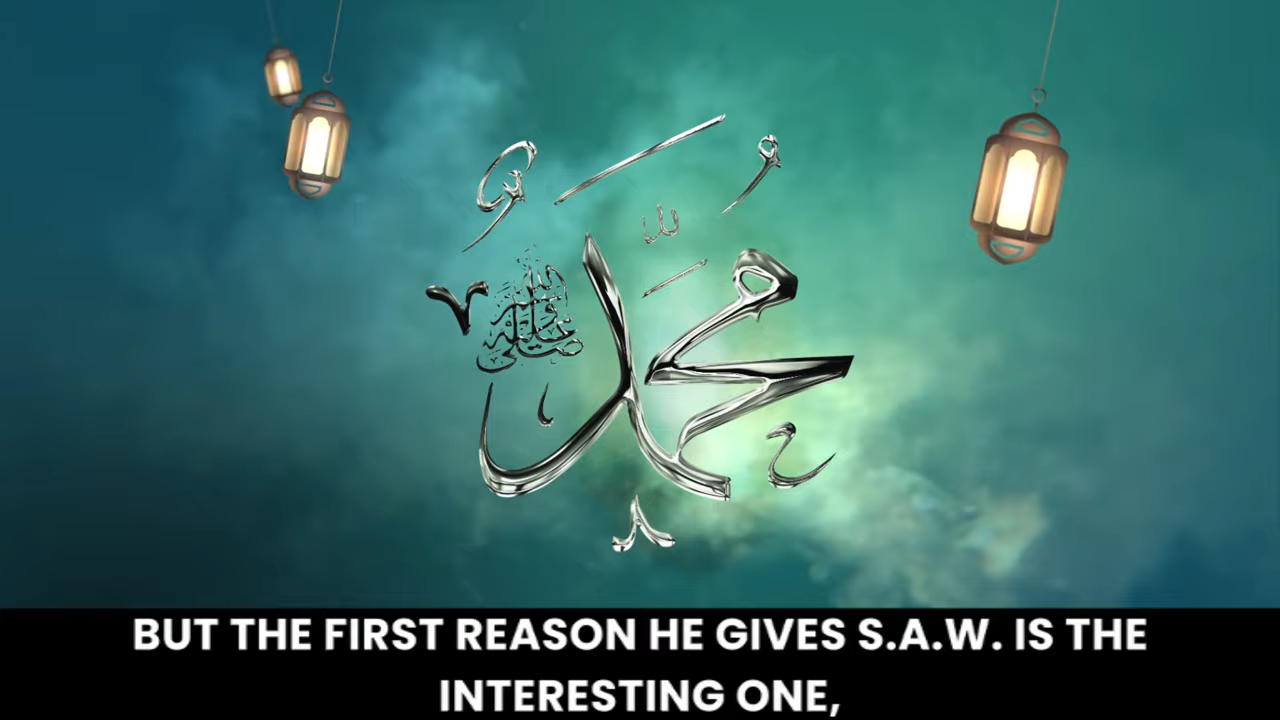 محمد
صلى الله عليه وسلم
BUT THE FIRST REASON HE GIVES S.A.W. IS THE
INTERESTING ONE,